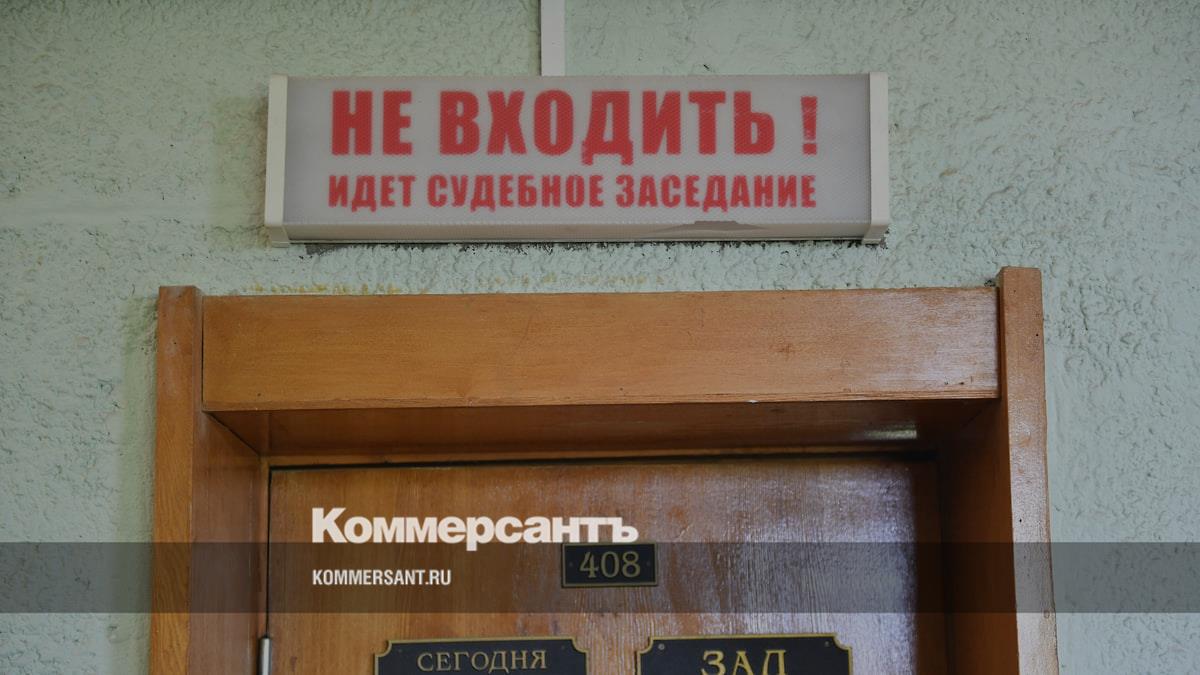 НЕ ВХОДИТЬ !
ИДЕТ СУДЕБНОЕ ЗАСЕДАНИЕ
Коммерсантъ
408
KOMMERSANT.RU
СЕГОДНЯ
ЗАЛ